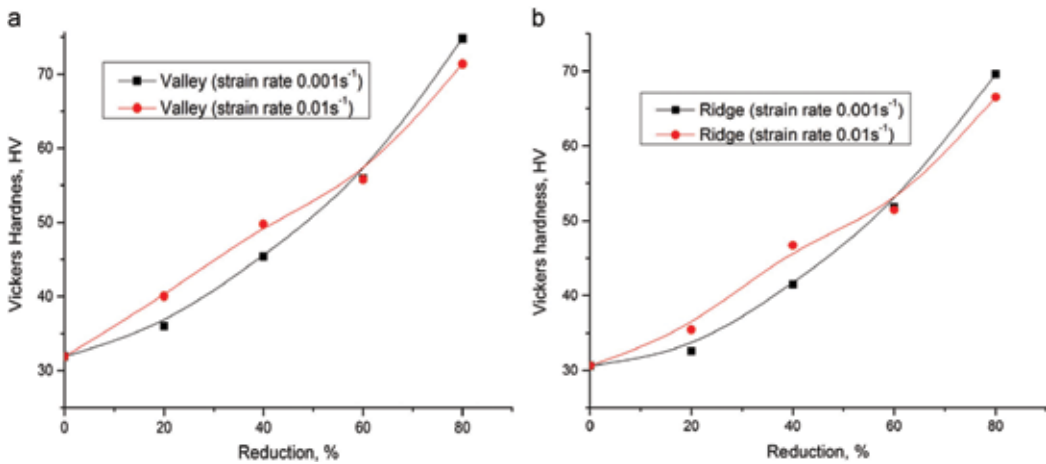 a
Valley (strain rate 0.001s⁻¹)
Valley (strain rate 0.01s⁻¹)
70
60
50
40
30
Vickers Hardnes, HV
0 20 40 60 80
Reduction, %
b
Ridge (strain rate 0.001s⁻¹)
Ridge (strain rate 0.01s⁻¹)
70
60
50
40
30
Vickers hardness, HV
0 20 40 60 80
Reduction, %